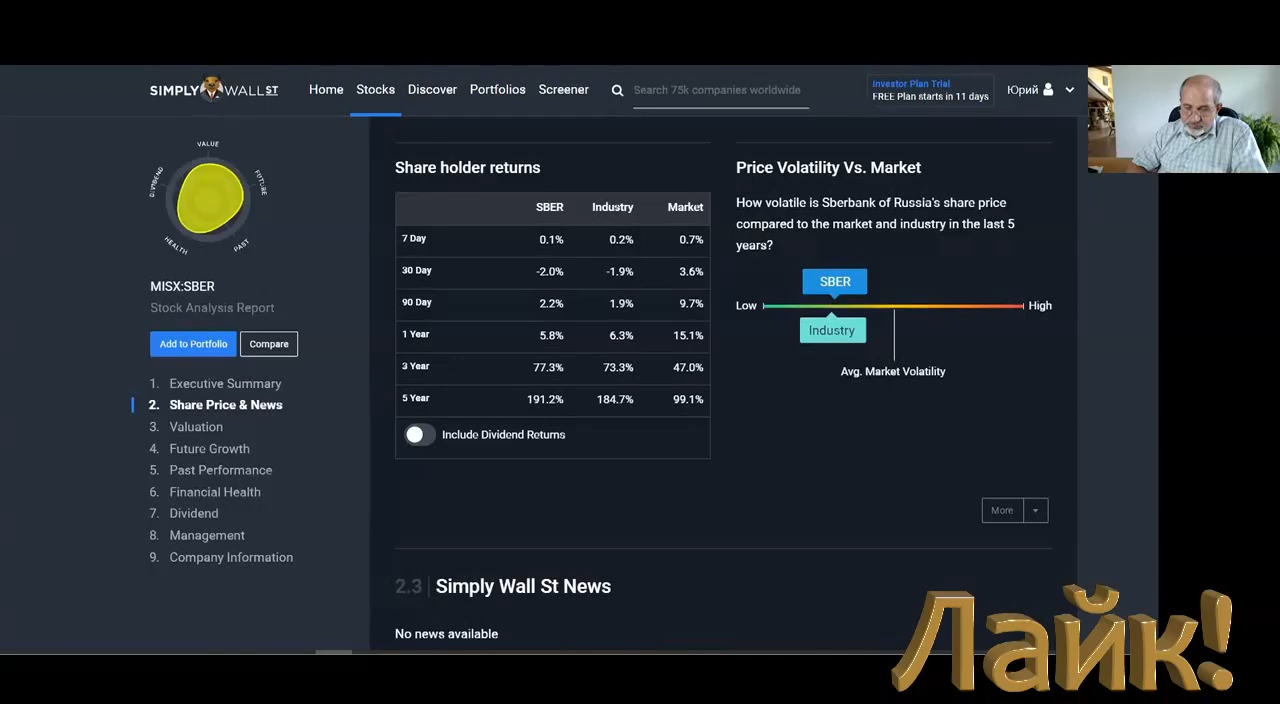 SIMPLY WALL ST
Home Stocks Discover Portfolios Screener
Search 75k companies worldwide
Investor Plan Trial
FREE Plan starts in 11 days
Юрий
VALUE
FUTURE
PAST
HEALTH
DIVIDEND
MISX:SBER
Stock Analysis Report
Add to Portfolio
Compare
1. Executive Summary
2. Share Price & News
3. Valuation
4. Future Growth
5. Past Performance
6. Financial Health
7. Dividend
8. Management
9. Company Information
Share holder returns
SBER Industry Market
7 Day 0.1% 0.2% 0.7%
30 Day -2.0% -1.9% 3.6%
90 Day 2.2% 1.9% 9.7%
1 Year 5.8% 6.3% 15.1%
3 Year 77.3% 73.3% 47.0%
5 Year 191.2% 184.7% 99.1%
Include Dividend Returns
Price Volatility Vs. Market
How volatile is Sberbank of Russia's share price
compared to the market and industry in the last 5
years?
SBER
Low High
Industry
Avg. Market Volatility
More
2.3 Simply Wall St News
No news available
Лайк!